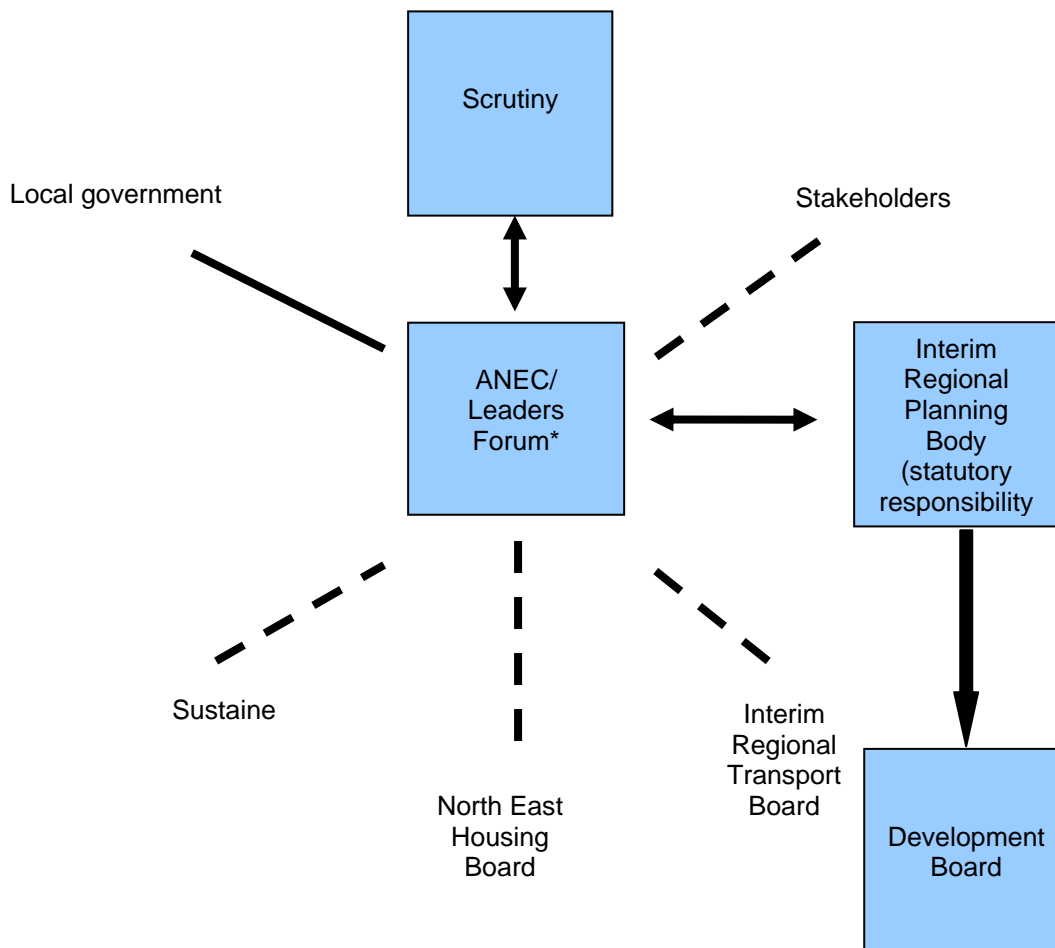 Scrutiny
Local government
Stakeholders
ANEC/
Leaders
Forum*
Interim
Regional
Planning
Body
(statutory
responsibility
Sustaine
North East
Housing
Board
Interim
Regional
Transport
Board
Development
Board